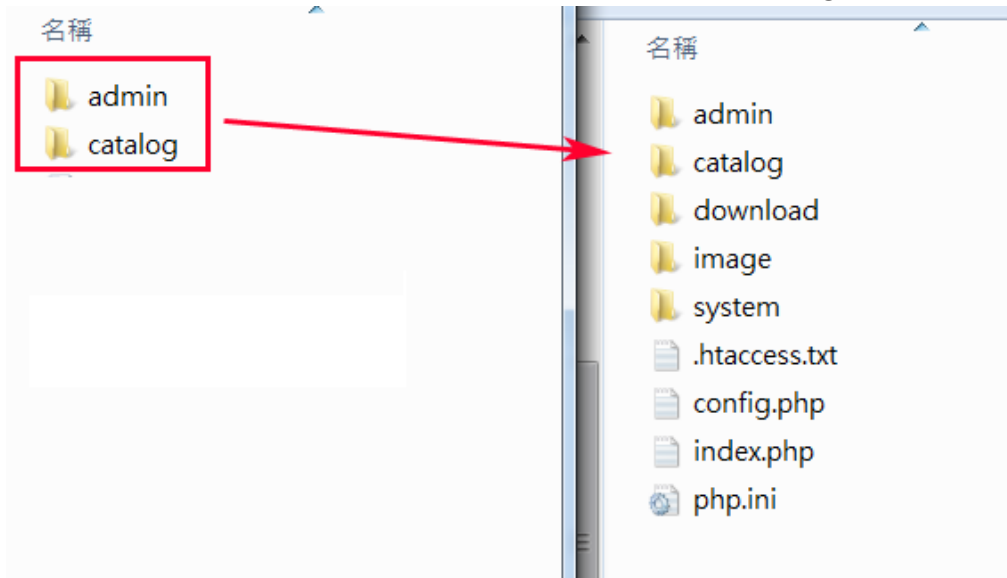 名稱
admin
catalog
名稱
admin
catalog
download
image
system
.htaccess.txt
config.php
index.php
php.ini